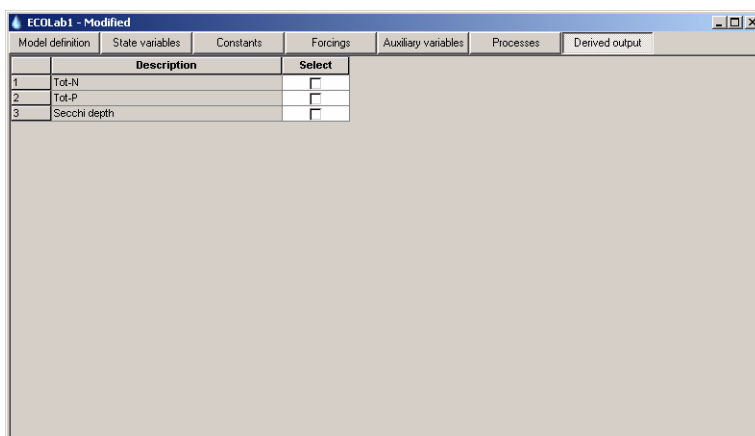 ECOLab1 - Modified
Model definition State variables Constants Forcings Auxiliary variables Processes Derived output
Description Select
1 Tot-N
2 Tot-P
3 Secchi depth